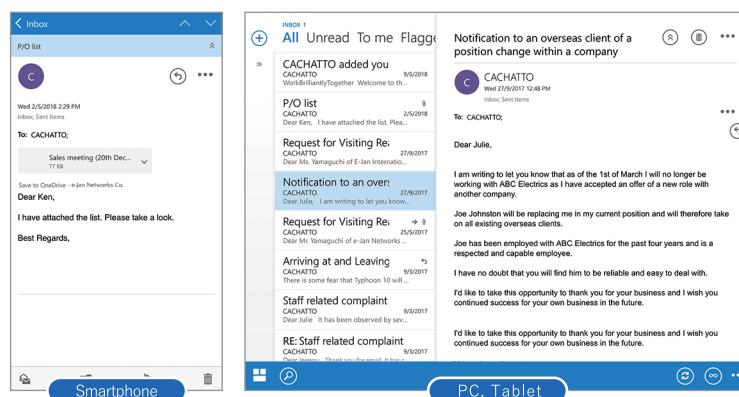 Inbox
P/O list
C
Wed 2/5/2018 2:29 PM
Inbox; Sent Items
To: CACHATTO;
Sales meeting (20th Dec...
77 KB
Save to OneDrive - e-Jan Networks Co.
Dear Ken,
I have attached the list. Please take a look.
Best Regards,
Smartphone
INBOX 1
All Unread To me Flagge
CACHATTO added you
CACHATTO 9/5/2018
WorkBrilliantlyTogether Welcome to th...
P/O list
CACHATTO 2/5/2018
Dear Ken, I have attached the list. Plea...
Request for Visiting Re
CACHATTO 27/9/2017
Dear Ms. Yamaguchi of E-Jan Internatio...
Notification to an over
CACHATTO 27/9/2017
Dear Julie, I am writing to let you know...
Request for Visiting Re
CACHATTO 25/5/2017
Dear Mr. Yamaguchi of e-Jan Networks ...
Arriving at and Leaving
CACHATTO 9/3/2017
There is some fear that Typhoon 10 will ...
Staff related complaint
CACHATTO 9/3/2017
Dear Julie It has been observed by sev...
RE: Staff related complaint
CACHATTO 9/3/2017
Dear Jeremy, Thank you for email. It has c
Notification to an overseas client of a
position change within a company
C
CACHATTO
Wed 27/9/2017 12:48 PM
Inbox; Sent Items
To: CACHATTO;
Dear Julie,
I am writing to let you know that as of the 1st of March I will no longer be
working with ABC Electrics as I have accepted an offer of a new role with
another company.
Joe Johnston will be replacing me in my current position and will therefore take
on all existing overseas clients.
Joe has been employed with ABC Electrics for the past four years and is a
respected and capable employee.
I have no doubt that you will find him to be reliable and easy to deal with.
I'd like to take this opportunity to thank you for your business and I wish you
continued success for your own business in the future.
I'd like to take this opportunity to thank you for your business and I wish you
continued success for your own business in the future.
PC, Tablet